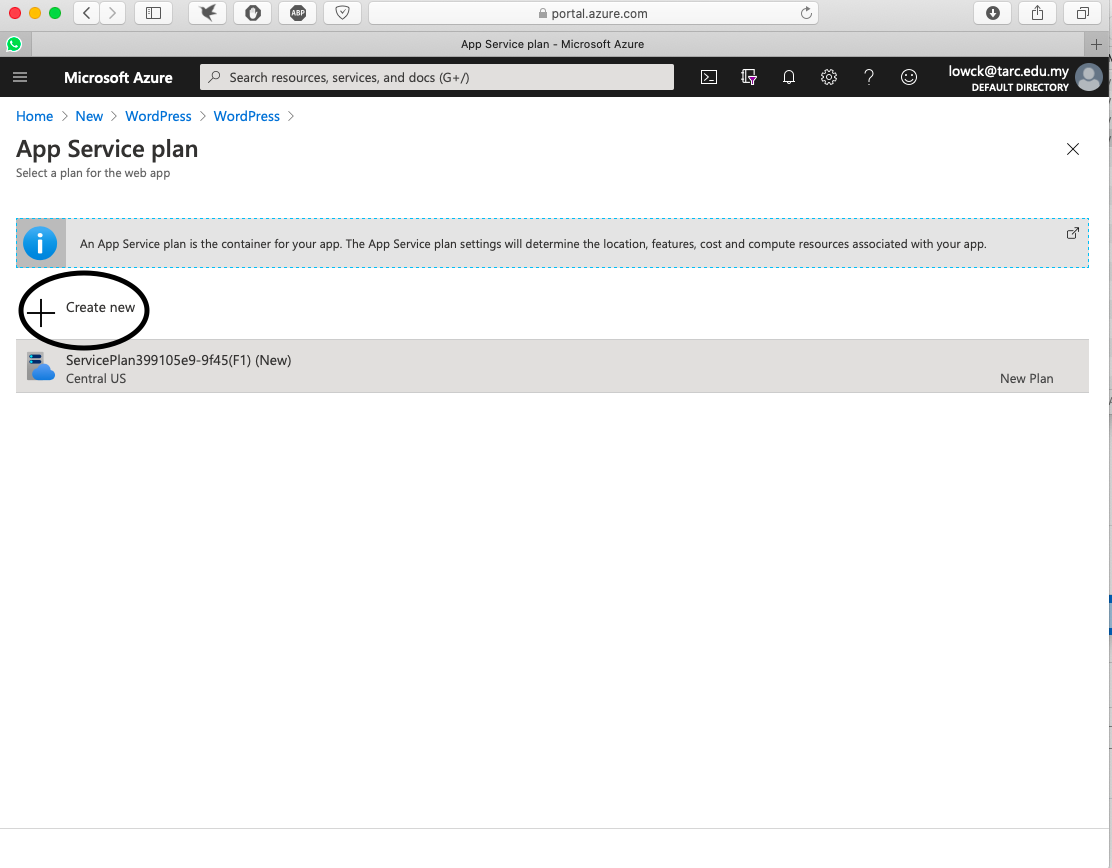 ABP
portal.azure.com
App Service plan - Microsoft Azure
Microsoft Azure
Search resources, services, and docs (G+/)
lowck@tarc.edu.my
DEFAULT DIRECTORY
Home > New > WordPress > WordPress >
App Service plan
Select a plan for the web app
An App Service plan is the container for your app. The App Service plan settings will determine the location, features, cost and compute resources associated with your app.
Create new
ServicePlan399105e9-9f45(F1) (New)
Central US
New Plan